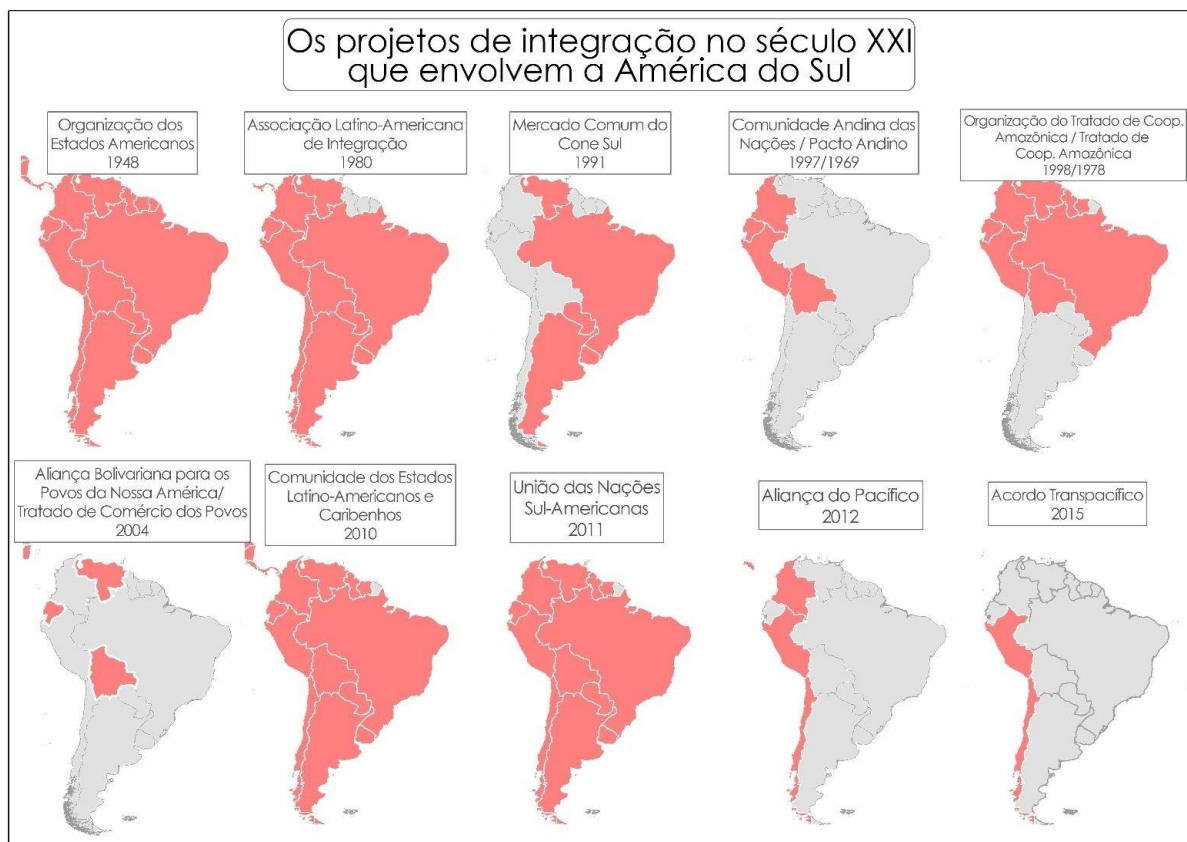 Os projetos de integração no século XXI
que envolvem a América do Sul
Organização dos
Estados Americanos
1948
Associação Latino-Americana
de Integração
1980
Mercado Comum do
Cone Sul
1991
Comunidade Andina das
Nações / Pacto Andino
1997/1969
Organização do Tratado de Coop.
Amazônica / Tratado de
Coop. Amazônica
1998/1978
Aliança Bolivariana para os
Povos da Nossa América/
Tratado de Comércio dos Povos
2004
Comunidade dos Estados
Latino-Americanos e
Caribenhos
2010
União das Nações
Sul-Americanas
2011
Aliança do Pacífico
2012
Acordo Transpacífico
2015